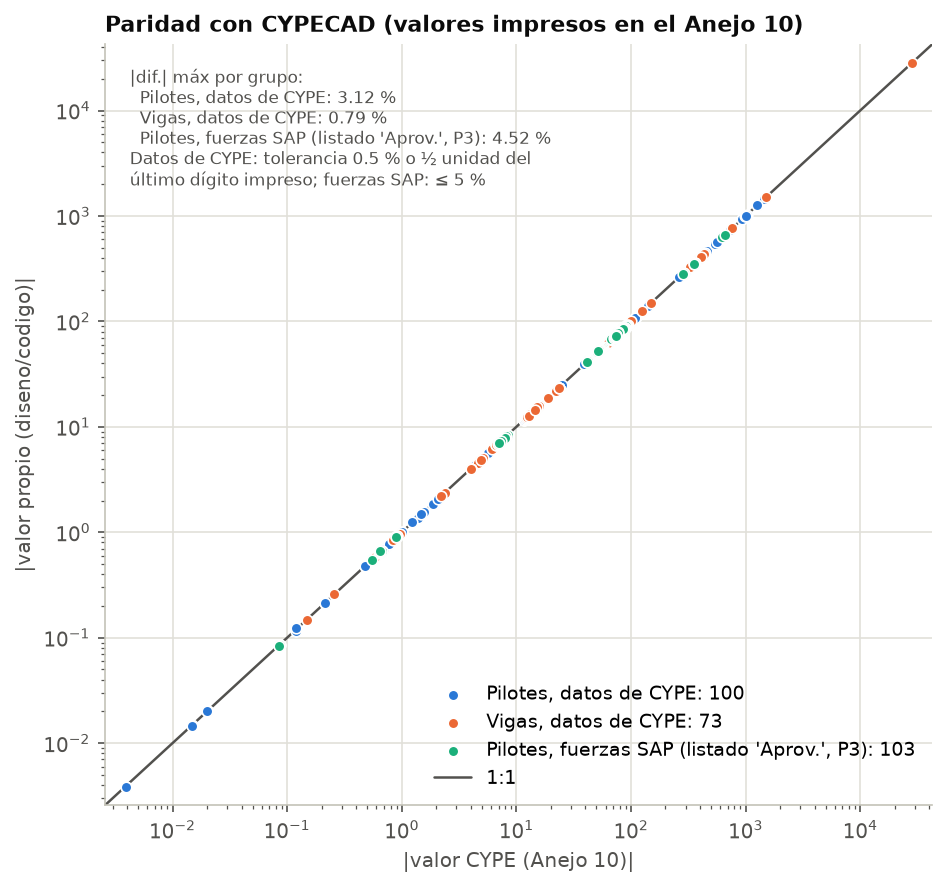 Paridad con CYPECAD (valores impresos en el Anejo 10)
|dif.| máx por grupo:
Pilotes, datos de CYPE: 3.12 %
Vigas, datos de CYPE: 0.79 %
Pilotes, fuerzas SAP (listado 'Aprov.', P3): 4.52 %
Datos de CYPE: tolerancia 0.5 % o ½ unidad del
último dígito impreso; fuerzas SAP: ≤ 5 %
|valor propio (diseno/codigo)|
10⁴
10³
10²
10¹
10⁰
10⁻¹
10⁻²
Pilotes, datos de CYPE: 100
Vigas, datos de CYPE: 73
Pilotes, fuerzas SAP (listado 'Aprov.', P3): 103
1:1
10⁻² 10⁻¹ 10⁰ 10¹ 10² 10³ 10⁴
|valor CYPE (Anejo 10)|